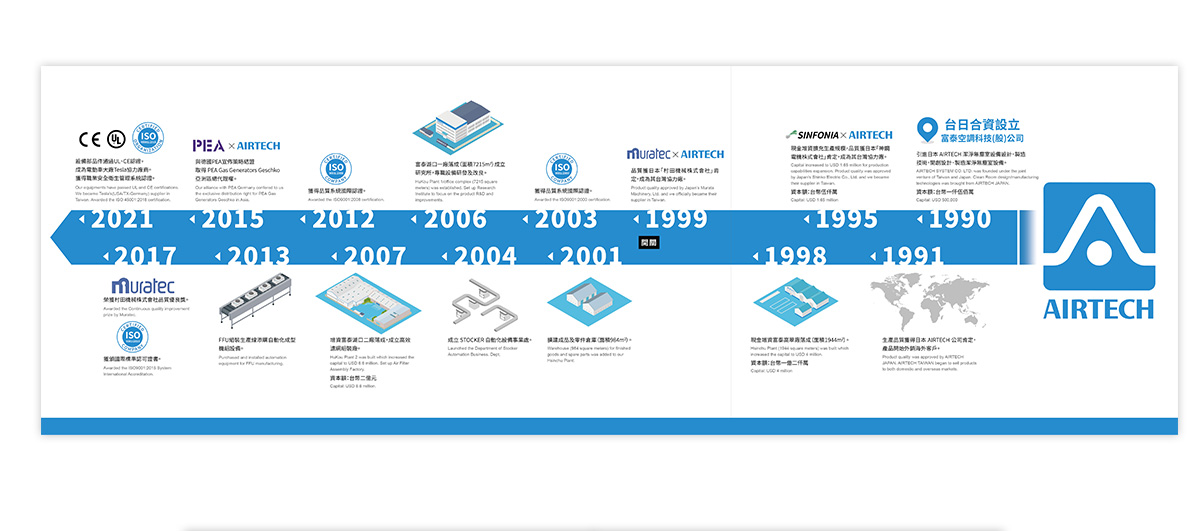 CE UL CERTIFIED ISO ORGANIZATION
設備部品件通過UL、CE認證。
成為電動車大廠Tesla協力廠商。
獲得職業安全衛生管理系統認證。
Our equipments have passed UL and CE certifications.
We become Tesla's(USA/TX-Germany) supplier in
Taiwan. Awarded the ISO 45001:2018 certification.
PEA × AIRTECH
與德國PEA宣佈策略結盟
取得 PEA Gas Generators Geschko
亞洲區總代理權。
Our alliance with PEA Germany conferred to us
the exclusive distribution right for PEA Gas
Generators Geschko in Asia.
CERTIFIED ISO COMPANY
獲得品質系統國際認證。
Awarded the ISO9001:2008 certification.
富泰湖口一廠落成(面積7215m²)成立
研究所，專職設備研發及改良。
HuKou Plant 1/office complex (7215 square
meters) was established. Set up Research
Institute to focus on the product R&D and
improvements.
CERTIFIED ISO COMPANY
獲得品質系統國際認證。
Awarded the ISO9001:2000 certification.
muratec × AIRTECH
品質獲日本「村田機械株式會社」肯
定，成為其台灣協力廠。
Product quality approved by Japan's Murata
Machinery Ltd. and we officially became their
supplier in Taiwan.
SINFONIA × AIRTECH
現金增資擴充生產規模，品質獲日本「神鋼
電機株式會社」肯定，成為其台灣協力廠。
Capital increased to USD 1.65 million for production
capabilities expansion. Product quality was approved
by Japan's Shinko Electric Co., Ltd. and we became
their supplier in Taiwan.
資本額：台幣伍仟萬
Capital: USD 1.65 million
台日合資設立
富泰空調科技(股)公司
引進日本 AIRTECH 潔淨無塵室設備設計、製造
技術，開創設計、製造潔淨無塵室設備。
AIRTECH SYSTEM CO. LTD. was founded under the joint
venture of Taiwan and Japan. Clean Room design/manufacturing
technologies was brought from AIRTECH JAPAN.
資本額：台幣一仟伍佰萬
Capital: USD 500,000
2021 2015 2012 2006 2003 1999 1995 1990
開關
2017 2013 2007 2004 2001 1998 1991
AIRTECH
muratec
榮獲村田機械株式會社品質優良獎。
Awarded the Continuous quality improvement
prize by Muratec.
CERTIFIED ISO COMPANY
獲頒國際標準認可證書。
Awarded the ISO9001:2015 System
International Accreditation.
FFU組裝生產線添購自動化成型
機組設備。
Purchased and installed automation
equipment for FFU manufacturing.
增資富泰湖口二廠落成，成立高效
濾網組裝廠。
HuKou Plant 2 was built which increased the
capital to USD 6.6 million. Set up Air Filter
Assembly Factory.
資本額：台幣二億元
Capital: USD 6.6 million.
成立 STOCKER 自動化設備事業處。
Launched the Department of Stocker
Automation Business. Dept.
擴建成品及零件倉庫 (面積964m²)。
Warehouse (964 square meters) for finished
goods and spare parts was added to our
Hsinchu Plant.
現金增資富泰高翠廠落成 (面積1944m²)。
Hsinchu Plant (1944 square meters) was built which
increased the capital to USD 4 million.
資本額：台幣一億二仟萬
Capital: USD 4 million
生產品質獲得日本 AIRTECH 公司肯定，
產品開始外銷海外客戶。
Product quality was approved by AIRTECH
JAPAN. AIRTECH TAIWAN began to sell products
to both domestic and overseas markets.